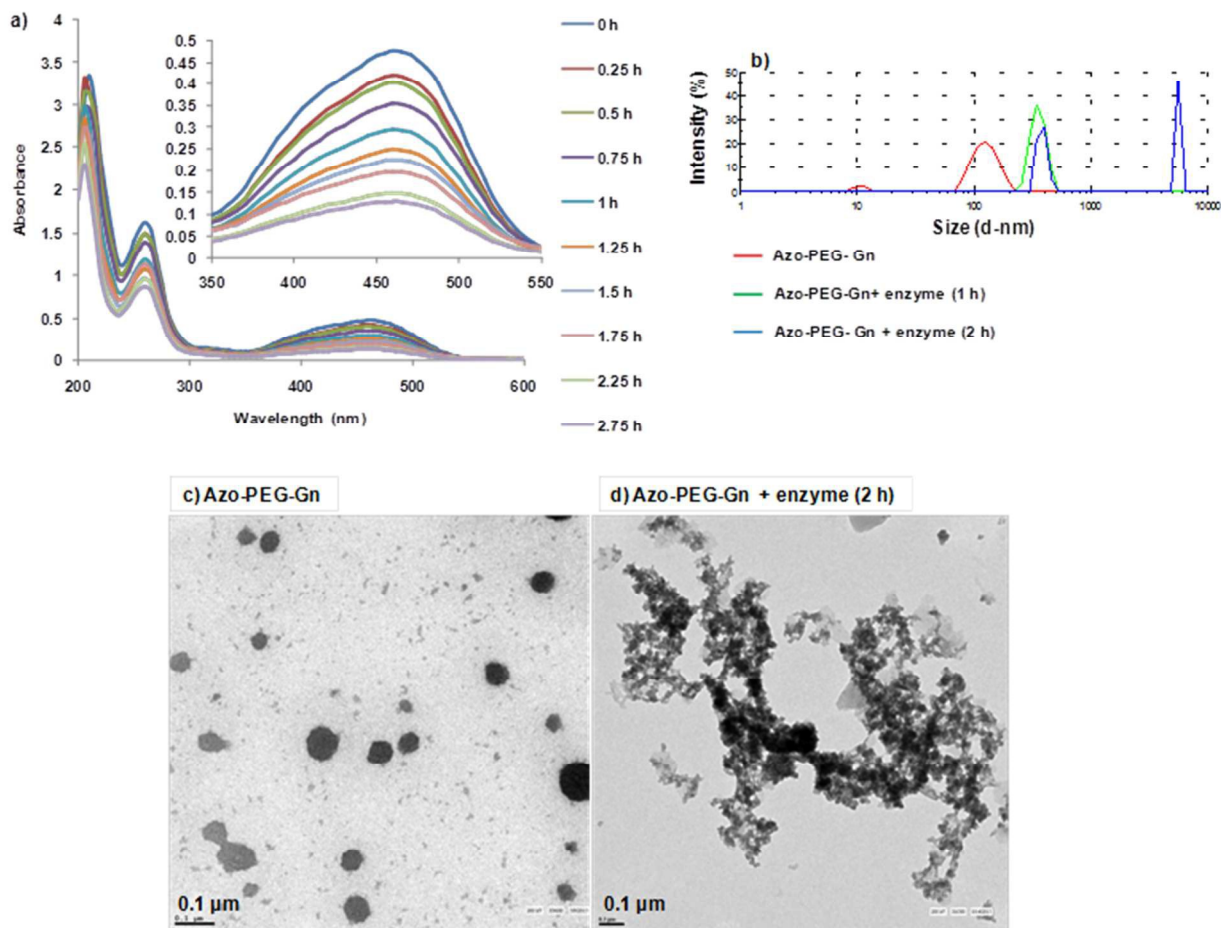 a)
4
3.5
3
2.5
2
1.5
1
0.5
0
Absorbance
200 300 400 500 600
Wavelength (nm)
0.5
0.45
0.4
0.35
0.3
0.25
0.2
0.15
0.1
0.05
0
350 400 450 500 550
0 h
0.25 h
0.5 h
0.75 h
1 h
1.25 h
1.5 h
1.75 h
2.25 h
2.75 h
b)
50
40
30
20
10
0
Intensity (%)
1 10 100 1000 10000
Size (d-nm)
Azo-PEG- Gn
Azo-PEG-Gn+ enzyme (1 h)
Azo-PEG- Gn + enzyme (2 h)
c) Azo-PEG-Gn
0.1 µm
0.1 µm
d) Azo-PEG-Gn + enzyme (2 h)
0.1 µm